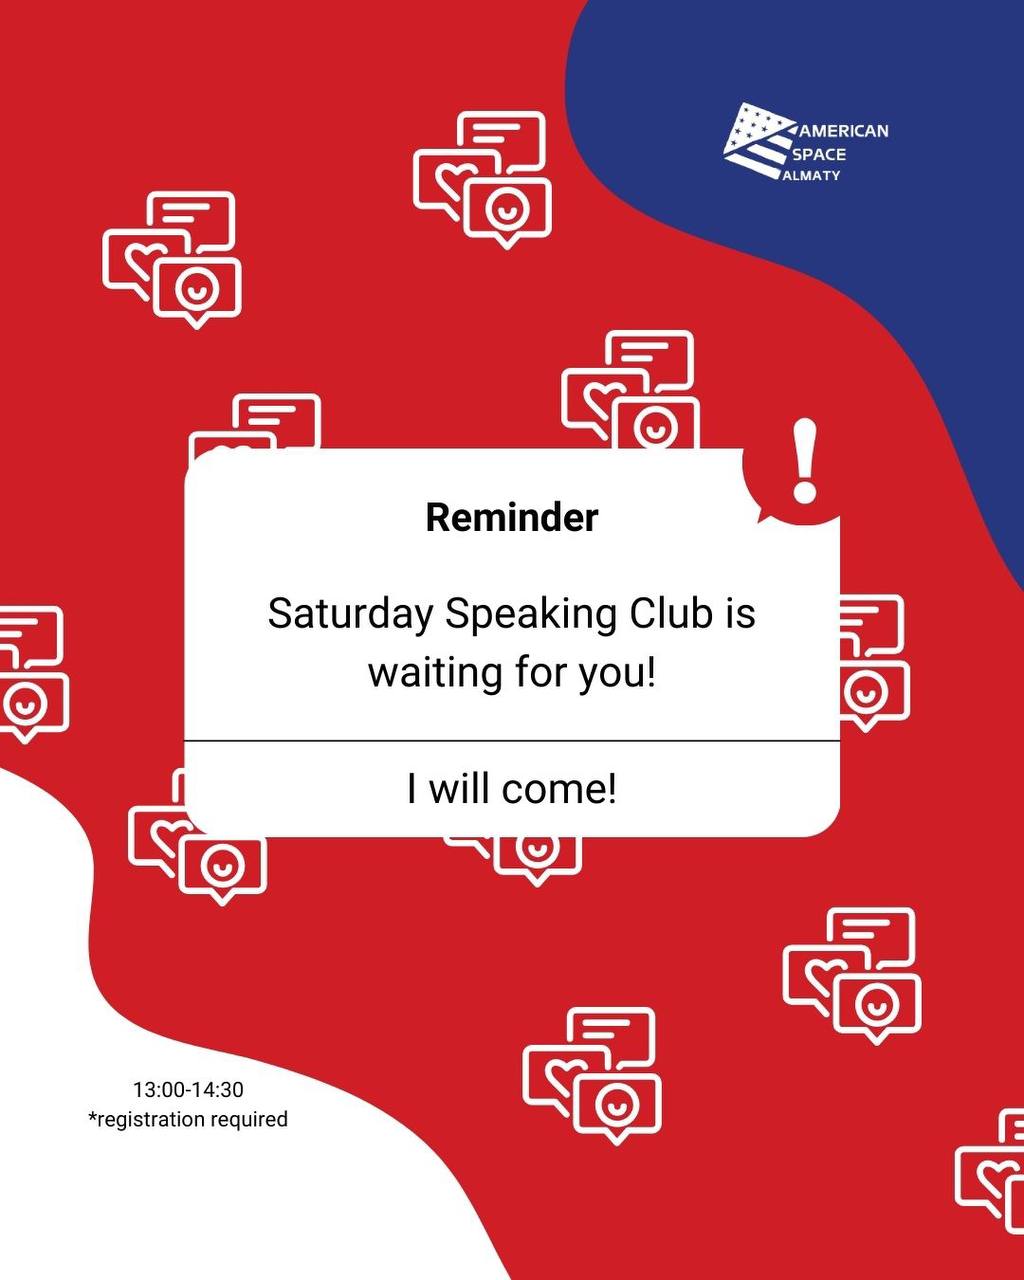 AMERICAN
SPACE
ALMATY
!
Reminder
Saturday Speaking Club is
waiting for you!
I will come!
13:00-14:30
*registration required